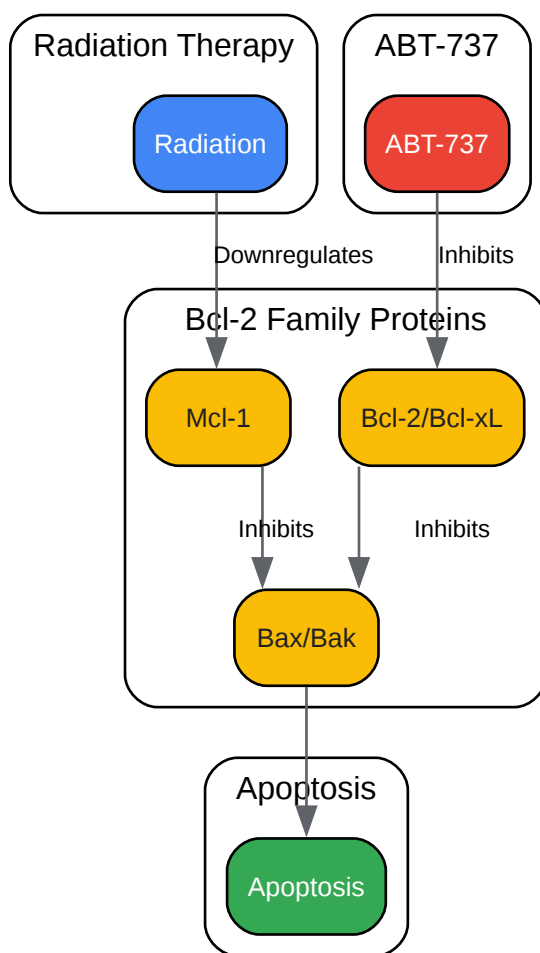 Radiation Therapy
ABT-737
Radiation
ABT-737
Downregulates
Inhibits
Bcl-2 Family Proteins
Mcl-1
Bcl-2/Bcl-xL
Inhibits
Inhibits
Bax/Bak
Apoptosis
Apoptosis